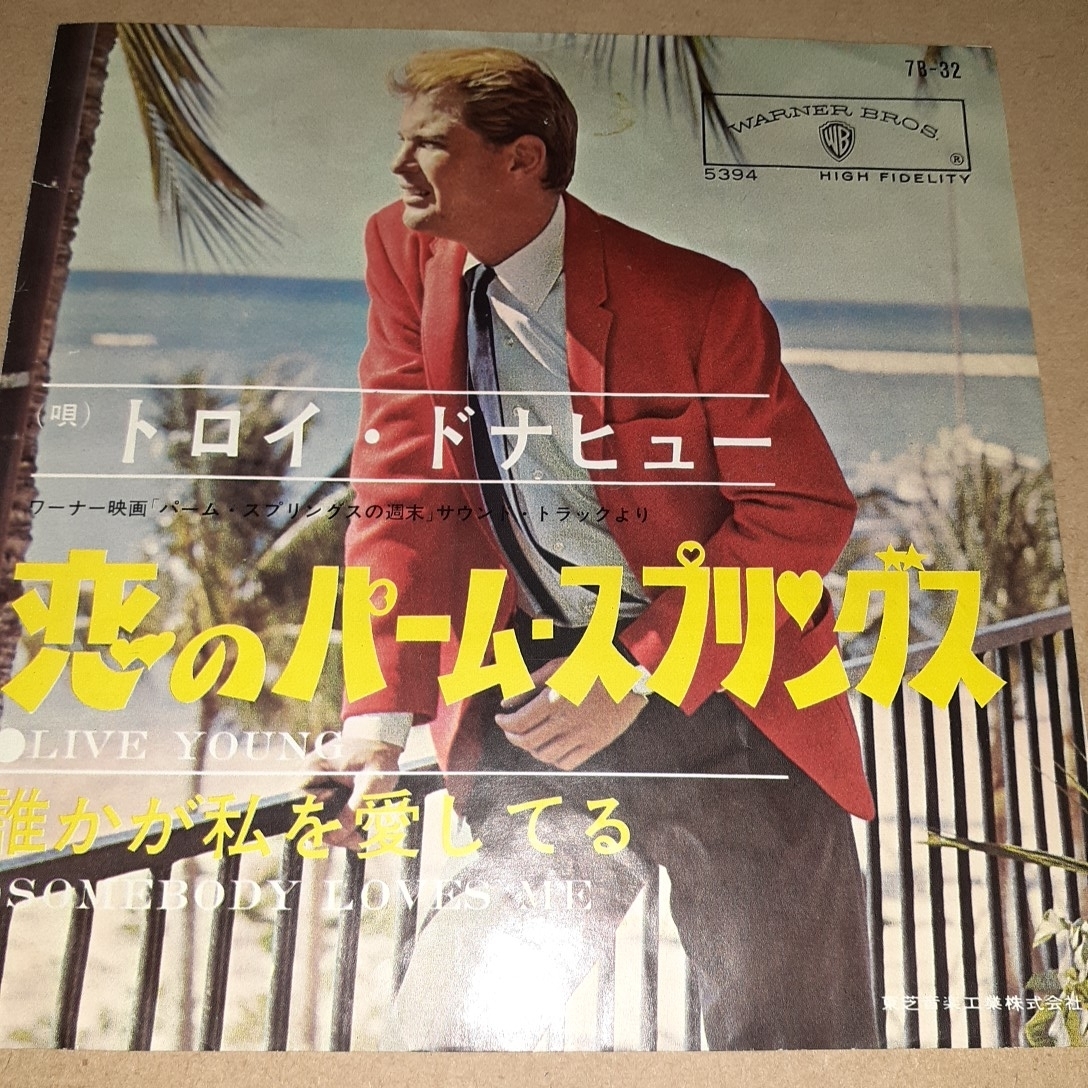 7B-32
WARNER BROS.
WB
®
5394 HIGH FIDELITY
(唄) トロイ・ドナヒュー
ワーナー映画「パーム・スプリングスの週末」サウンド・トラックより
恋のパーム・スプリングス
●LIVE YOUNG
誰かが私を愛してる
●SOMEBODY LOVES ME
東芝音楽工業株式会社